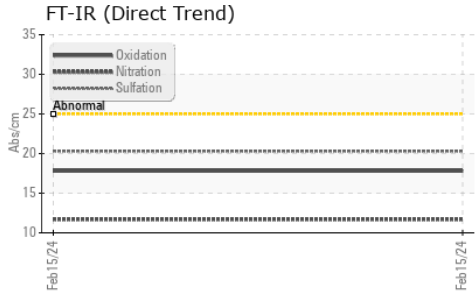 FT-IR (Direct Trend)
35
30
25
20
15
10
Abs/cm
Oxidation
Nitration
Sulfation
Abnormal
Feb15/24
Feb15/24